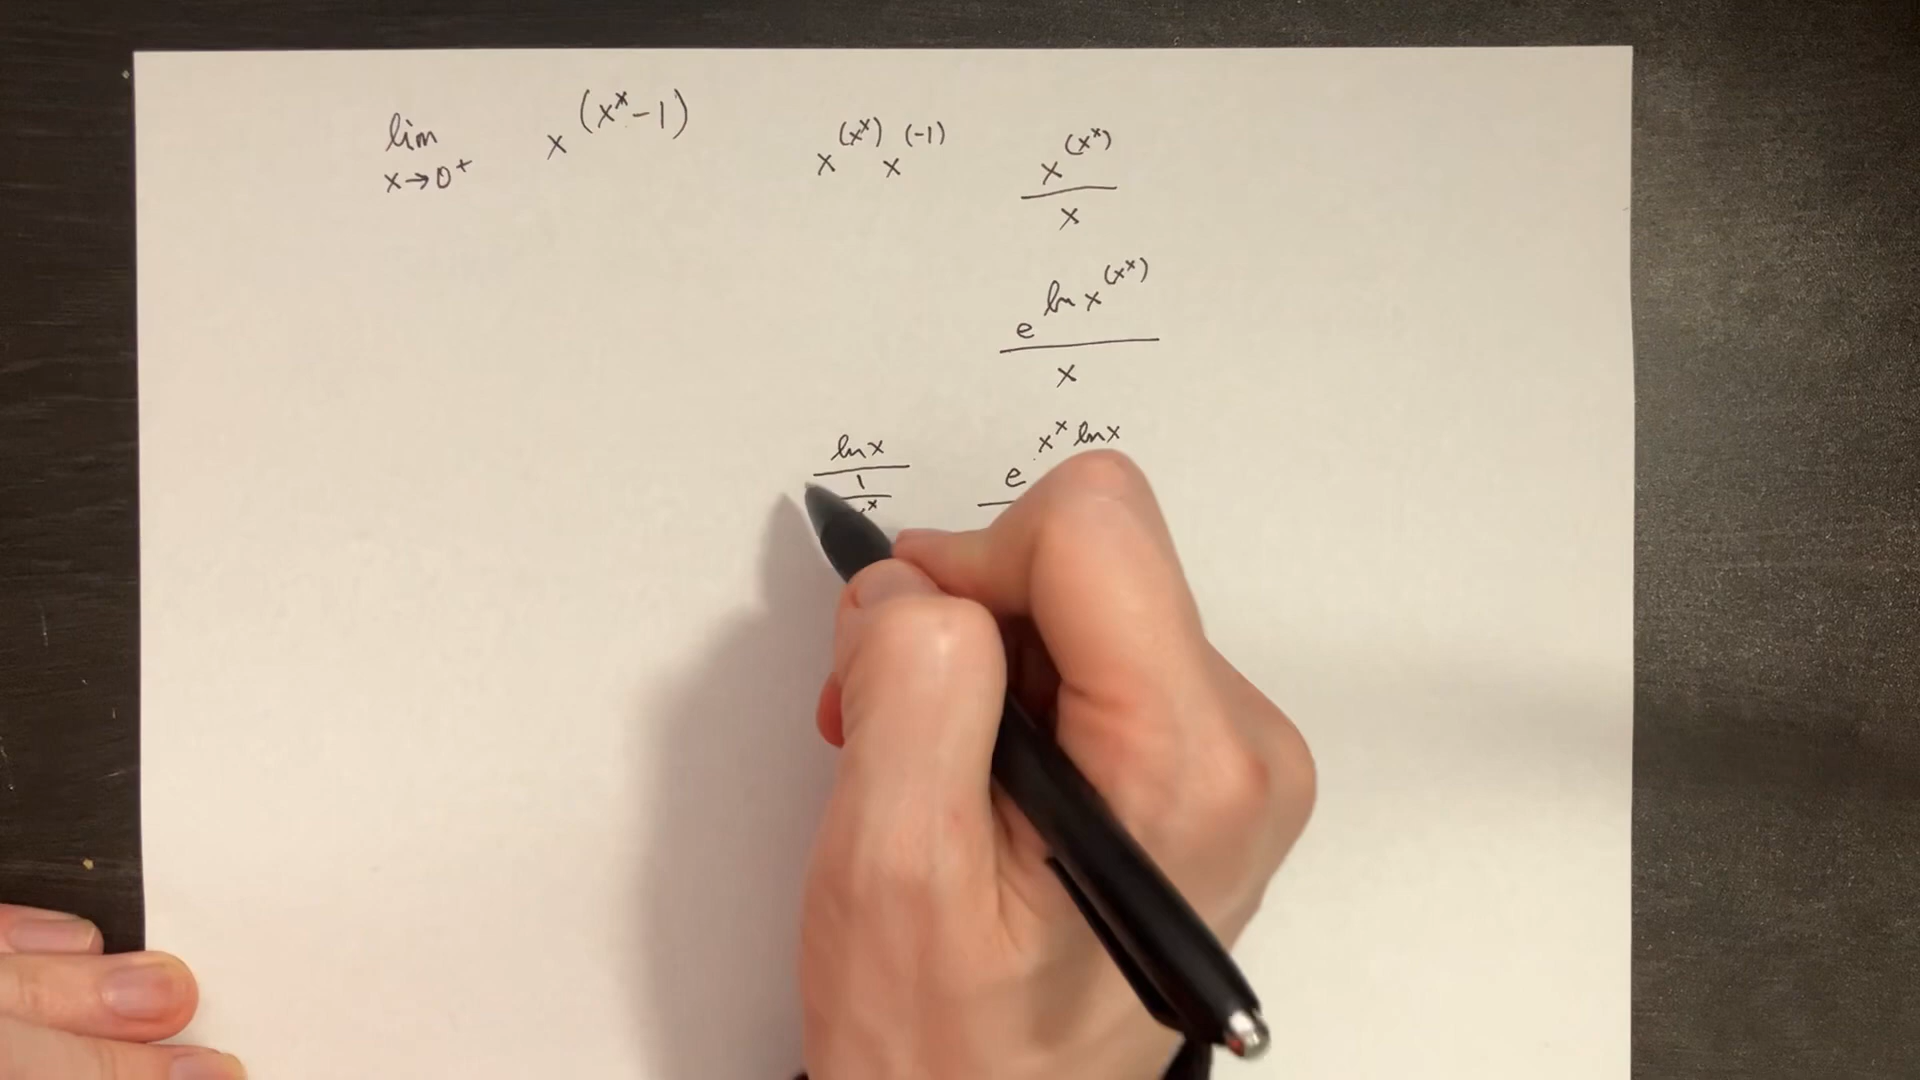 lim x→0⁺ x^(x^x-1) x^(x^x) x^(-1) x^(x^x)/x
e^(ln x^(x^x))/x
ln x/(1/x^x) e^(x^x ln x)